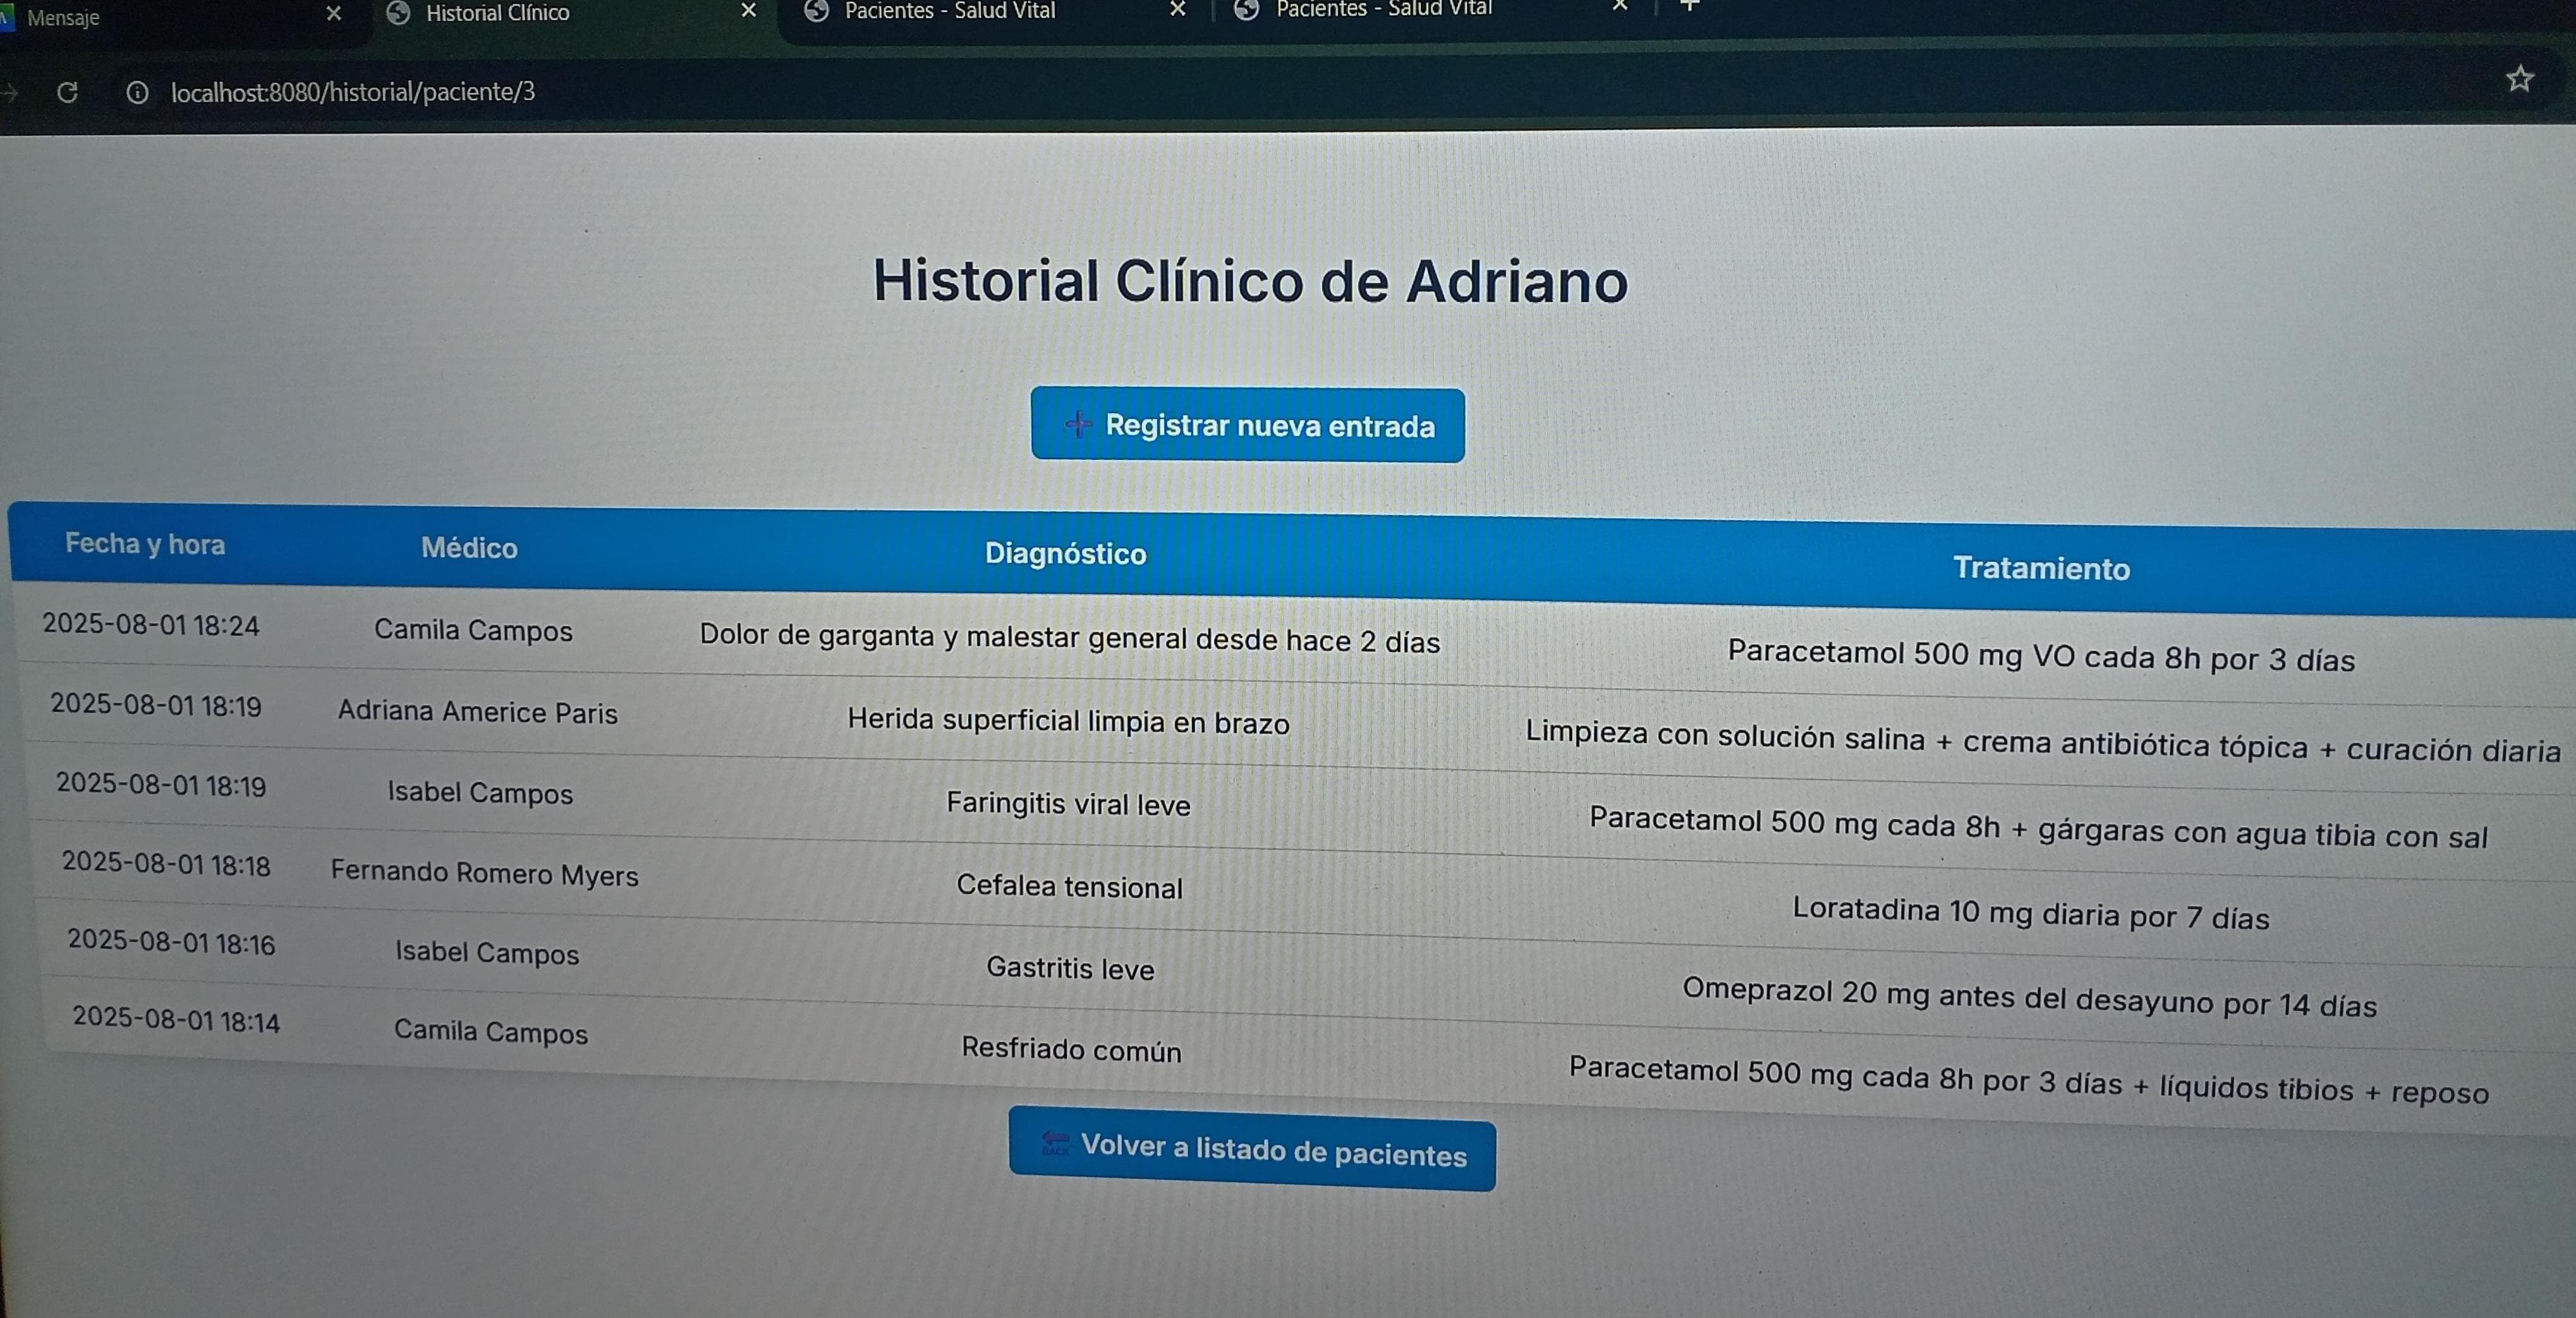 Mensaje
Historial Clínico
Pacientes - Salud Vital
Pacientes - Salud Vital
localhost:8080/historial/paciente/3
Historial Clínico de Adriano
Registrar nueva entrada
Fecha y hora Médico Diagnóstico Tratamiento
2025-08-01 18:24 Camila Campos Dolor de garganta y malestar general desde hace 2 días Paracetamol 500 mg VO cada 8h por 3 días
2025-08-01 18:19 Adriana Americe Paris Herida superficial limpia en brazo Limpieza con solución salina + crema antibiótica tópica + curación diaria
2025-08-01 18:19 Isabel Campos Faringitis viral leve Paracetamol 500 mg cada 8h + gárgaras con agua tibia con sal
2025-08-01 18:18 Fernando Romero Myers Cefalea tensional Loratadina 10 mg diaria por 7 días
2025-08-01 18:16 Isabel Campos Gastritis leve Omeprazol 20 mg antes del desayuno por 14 días
2025-08-01 18:14 Camila Campos Resfriado común Paracetamol 500 mg cada 8h por 3 días + líquidos tibios + reposo
BACK Volver a listado de pacientes